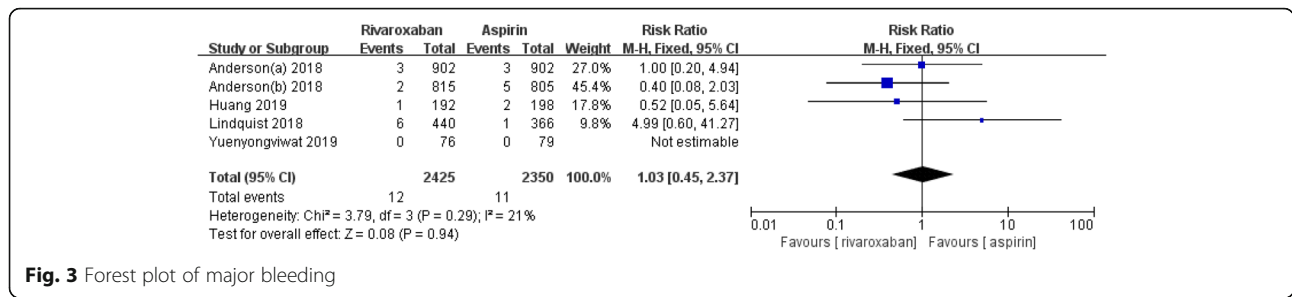 Rivaroxaban Aspirin Risk Ratio Risk Ratio
Study or Subgroup Events Total Events Total Weight M-H, Fixed, 95% CI M-H, Fixed, 95% CI
Anderson(a) 2018 3 902 3 902 27.0% 1.00 [0.20, 4.94]
Anderson(b) 2018 2 815 5 805 45.4% 0.40 [0.08, 2.03]
Huang 2019 1 192 2 198 17.8% 0.52 [0.05, 5.64]
Lindquist 2018 6 440 1 366 9.8% 4.99 [0.60, 41.27]
Yuenyongviwat 2019 0 76 0 79 Not estimable
Total (95% CI) 2425 2350 100.0% 1.03 [0.45, 2.37]
Total events 12 11
Heterogeneity: Chi² = 3.79, df = 3 (P = 0.29); I² = 21%
Test for overall effect: Z = 0.08 (P = 0.94)
0.01 0.1 1 10 100
Favours [rivaroxaban] Favours [aspirin]
Fig. 3 Forest plot of major bleeding